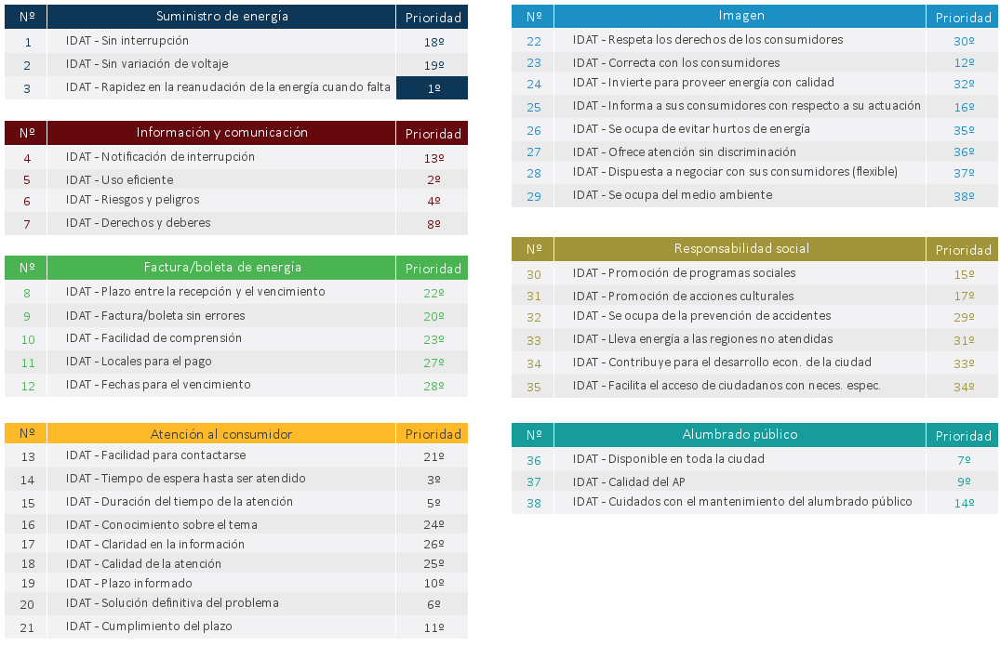 Nº Suministro de energía Prioridad
1 IDAT - Sin interrupción 18º
2 IDAT - Sin variación de voltaje 19º
3 IDAT - Rapidez en la reanudación de la energía cuando falta 1º
Nº Información y comunicación Prioridad
4 IDAT - Notificación de interrupción 13º
5 IDAT - Uso eficiente 2º
6 IDAT - Riesgos y peligros 4º
7 IDAT - Derechos y deberes 8º
Nº Factura/boleta de energía Prioridad
8 IDAT - Plazo entre la recepción y el vencimiento 22º
9 IDAT - Factura/boleta sin errores 20º
10 IDAT - Facilidad de comprensión 23º
11 IDAT - Locales para el pago 27º
12 IDAT - Fechas para el vencimiento 28º
Nº Atención al consumidor Prioridad
13 IDAT - Facilidad para contactarse 21º
14 IDAT - Tiempo de espera hasta ser atendido 3º
15 IDAT - Duración del tiempo de la atención 5º
16 IDAT - Conocimiento sobre el tema 24º
17 IDAT - Claridad en la información 26º
18 IDAT - Calidad de la atención 25º
19 IDAT - Plazo informado 10º
20 IDAT - Solución definitiva del problema 6º
21 IDAT - Cumplimiento del plazo 11º
Nº Imagen Prioridad
22 IDAT - Respeta los derechos de los consumidores 30º
23 IDAT - Correcta con los consumidores 12º
24 IDAT - Invierte para proveer energía con calidad 32º
25 IDAT - Informa a sus consumidores con respecto a su actuación 16º
26 IDAT - Se ocupa de evitar hurtos de energía 35º
27 IDAT - Ofrece atención sin discriminación 36º
28 IDAT - Dispuesta a negociar con sus consumidores (flexible) 37º
29 IDAT - Se ocupa del medio ambiente 38º
Nº Responsabilidad social Prioridad
30 IDAT - Promoción de programas sociales 15º
31 IDAT - Promoción de acciones culturales 17º
32 IDAT - Se ocupa de la prevención de accidentes 29º
33 IDAT - Lleva energía a las regiones no atendidas 31º
34 IDAT - Contribuye para el desarrollo econ. de la ciudad 33º
35 IDAT - Facilita el acceso de ciudadanos con neces. espec. 34º
Nº Alumbrado público Prioridad
36 IDAT - Disponible en toda la ciudad 7º
37 IDAT - Calidad del AP 9º
38 IDAT - Cuidados con el mantenimiento del alumbrado público 14º